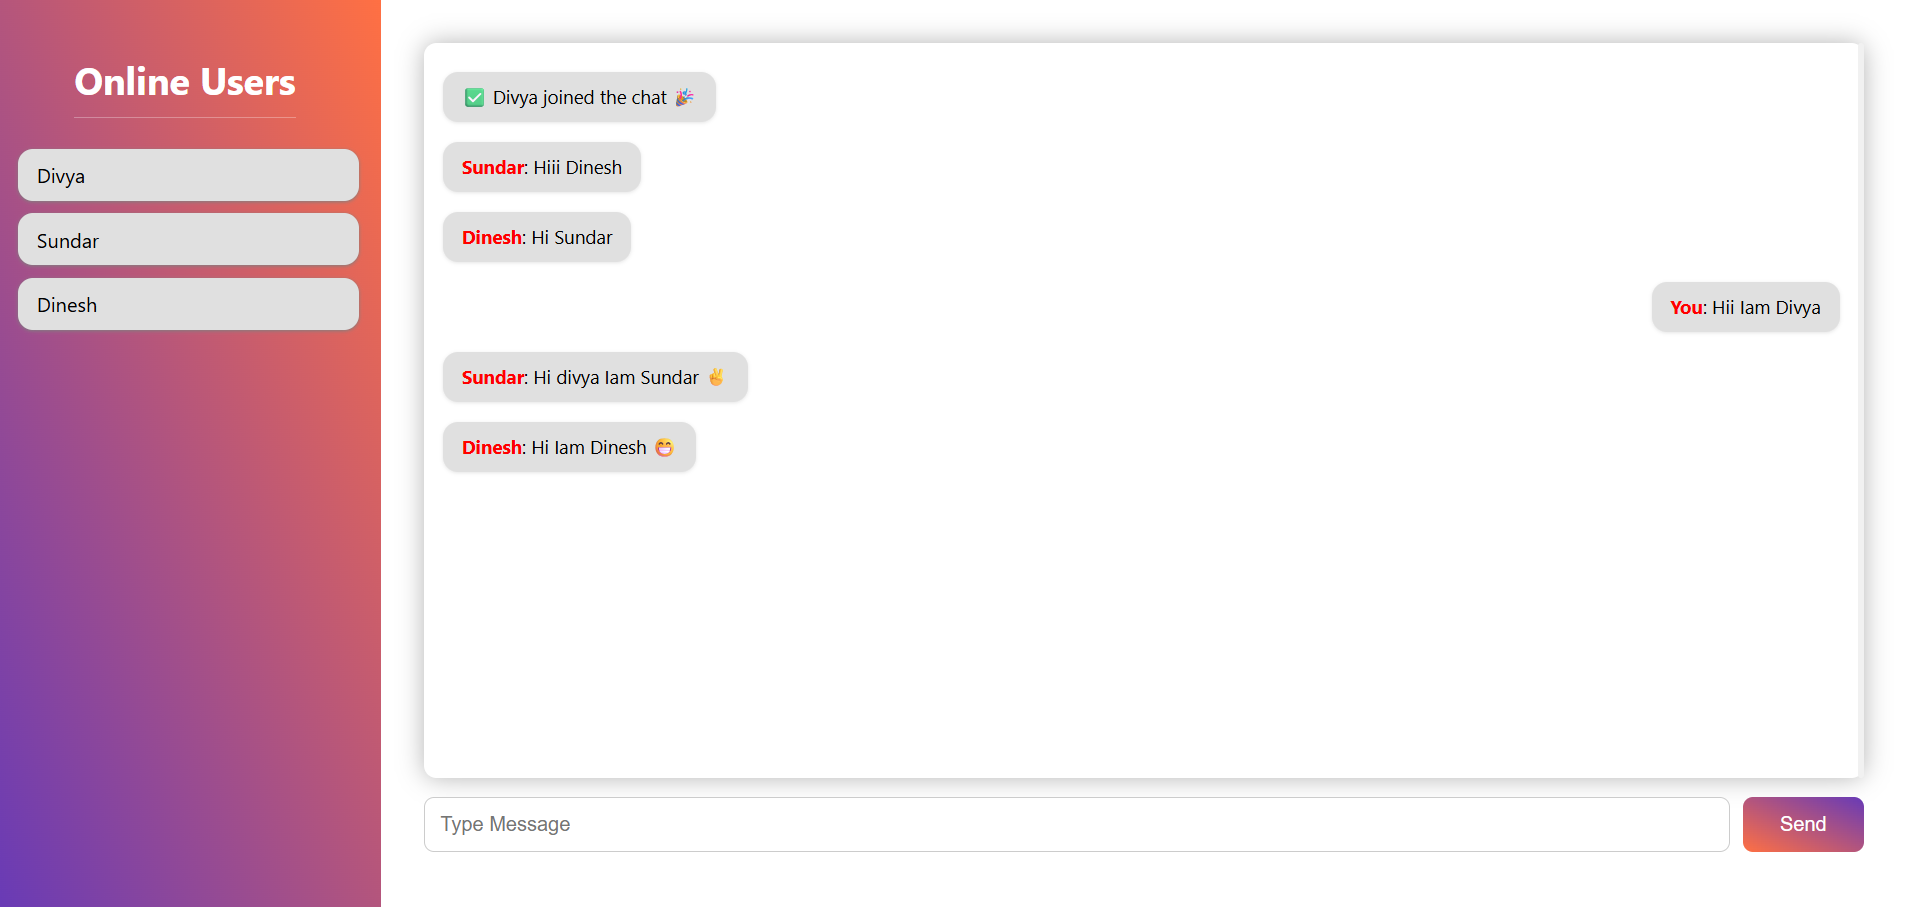 Online Users
Divya
Sundar
Dinesh
✅ Divya joined the chat 🎉
Sundar: Hiii Dinesh
Dinesh: Hi Sundar
You: Hii Iam Divya
Sundar: Hi divya Iam Sundar ✌️
Dinesh: Hi Iam Dinesh 😁
Type Message
Send